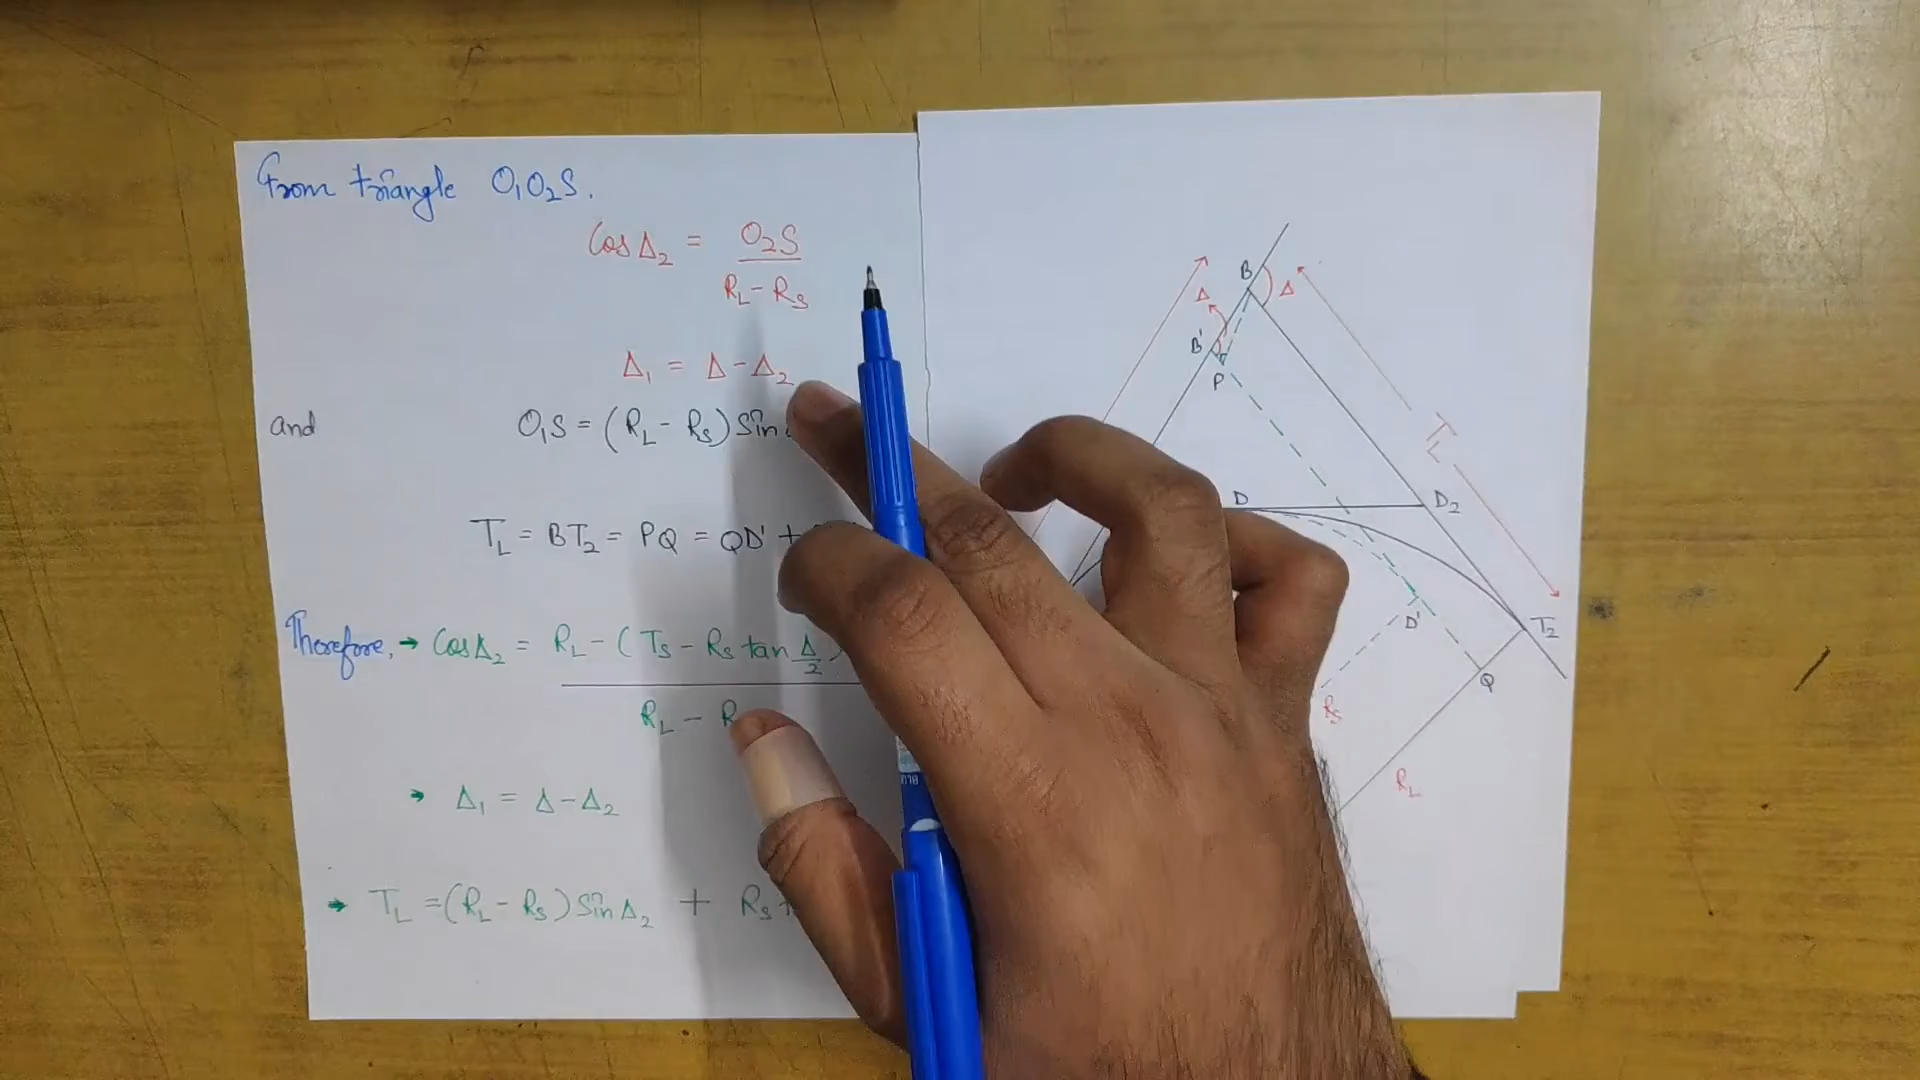 From triangle O₁O₂S.
Cos Δ₂ = O₂S / R_L - R_S
Δ₁ = Δ - Δ₂
and O₁S = (R_L - R_S) Sin
T_L = BT₂ = PQ = QD' +
Therefore, → Cos Δ₂ = R_L - (T_S - R_S tan Δ/2) / R_L - R
→ Δ₁ = Δ - Δ₂
→ T_L = (R_L - R_S) Sin Δ₂ + R_S
B
Δ
Δ
B'
P
T_L
D
D₂
D'
T₂
Q
R_S
R_L